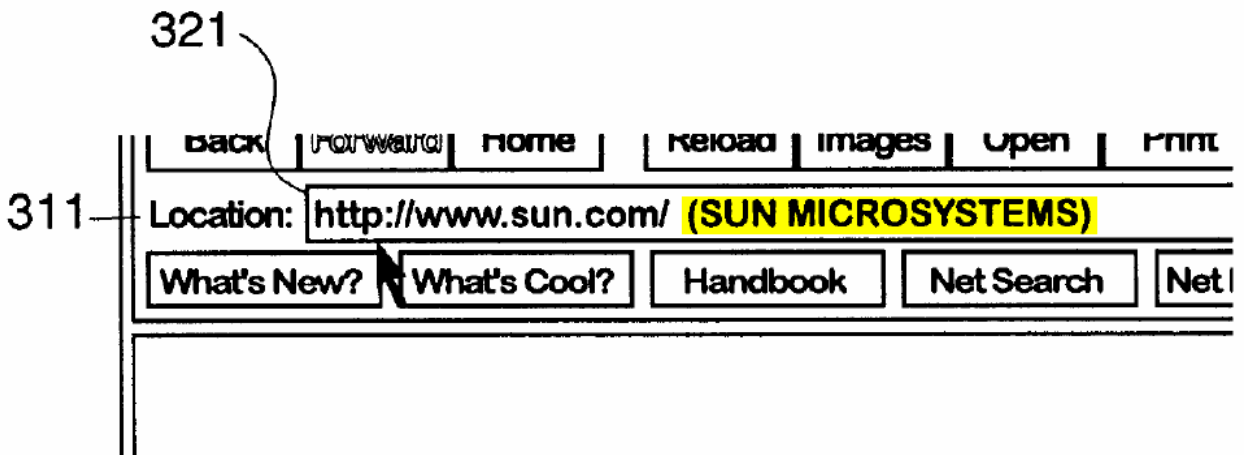 321
Back Forward Home Reload Images Open Print
311 Location: http://www.sun.com/ (SUN MICROSYSTEMS)
What's New? What's Cool? Handbook Net Search Net